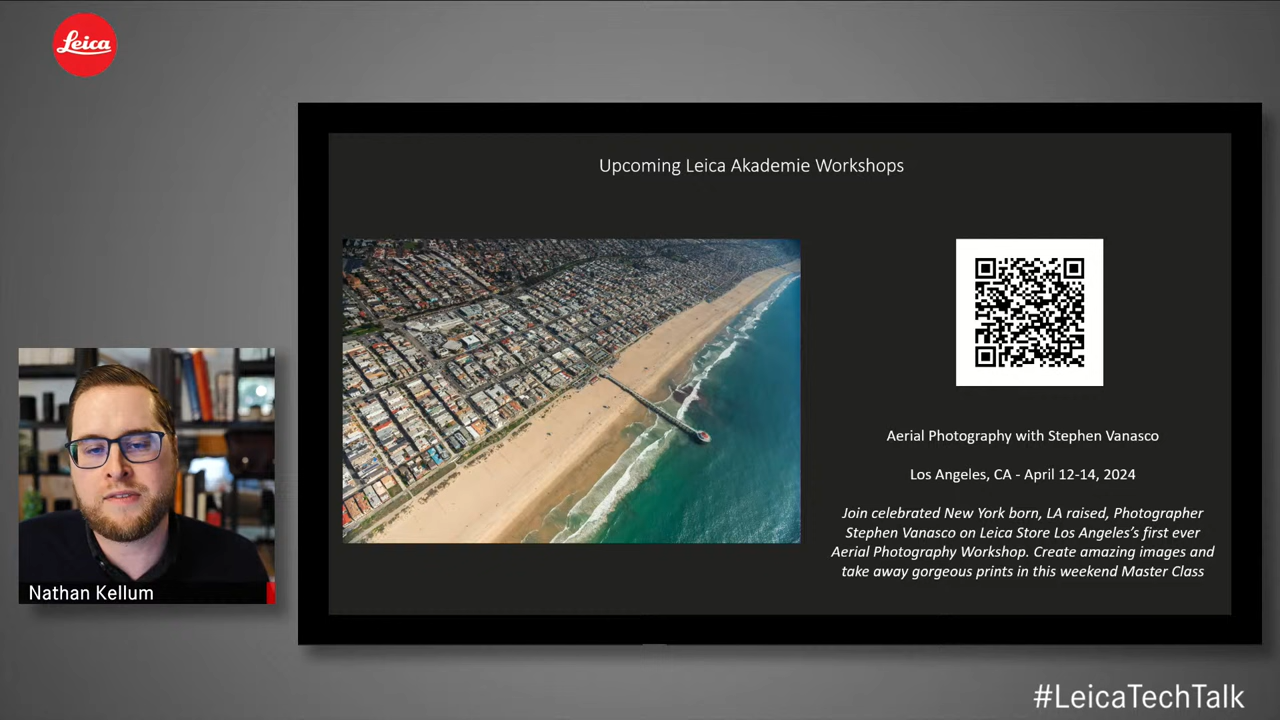 Leica
Upcoming Leica Akademie Workshops
Aerial Photography with Stephen Vanasco
Los Angeles, CA - April 12-14, 2024
Join celebrated New York born, LA raised, Photographer
Stephen Vanasco on Leica Store Los Angeles's first ever
Aerial Photography Workshop. Create amazing images and
take away gorgeous prints in this weekend Master Class
Nathan Kellum
#LeicaTechTalk